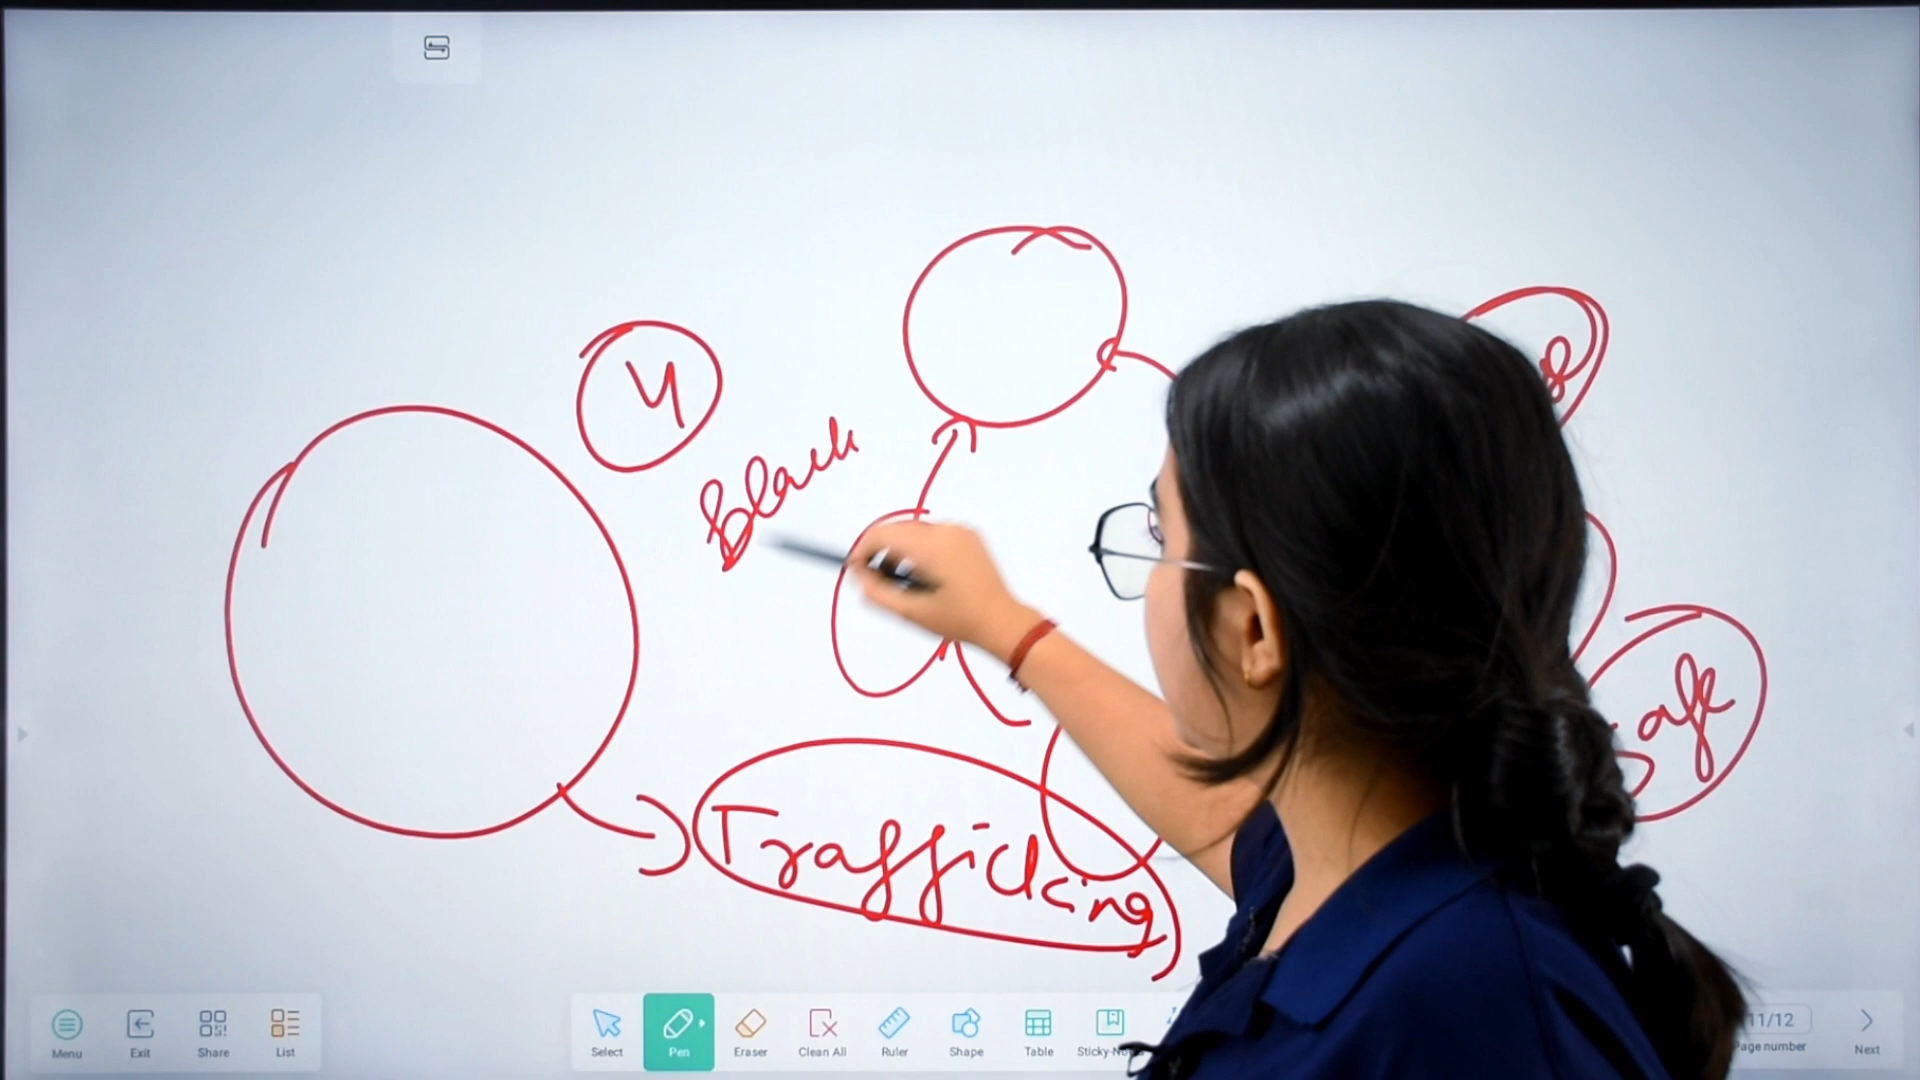 4
Black
Safe
Trafficking
Menu
Exit
Share
List
Select
Pen
Eraser
Clean All
Ruler
Shape
Table
11/12
Page number
Next